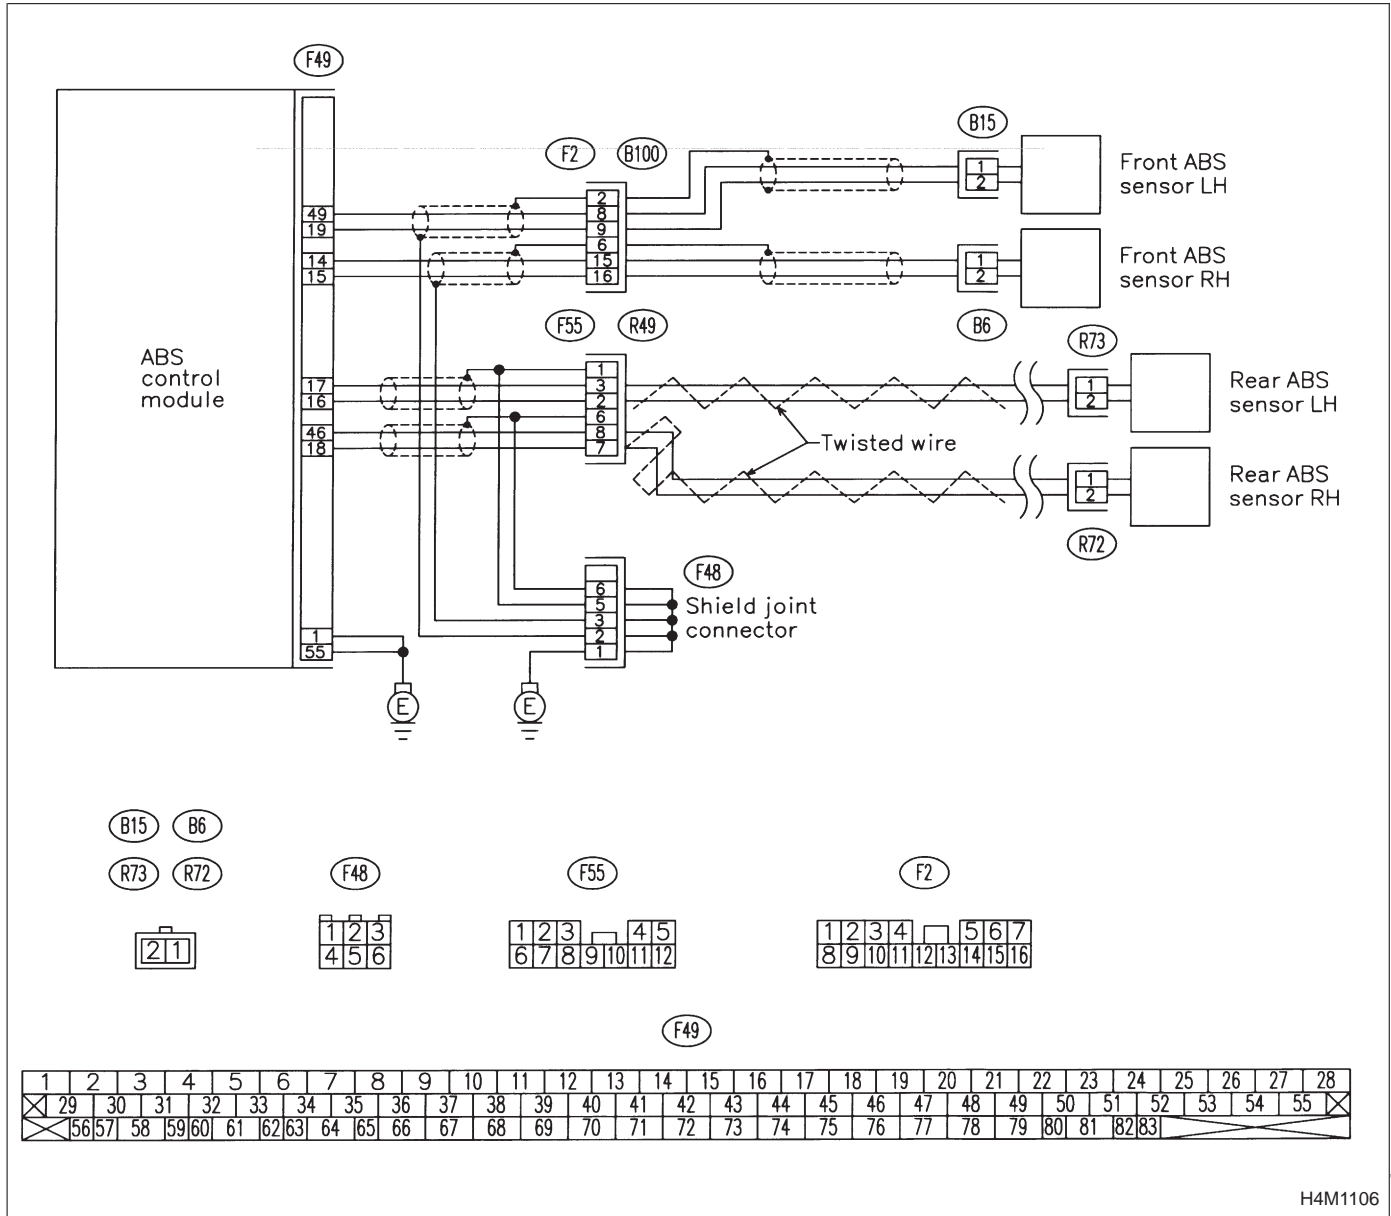 F49
B15
F2 B100
1
2
Front ABS
sensor LH
49
19
2
8
9
14
15
6
15
16
1
2
Front ABS
sensor RH
F55 R49
B6
R73
ABS
control
module
17
16
1
3
2
1
2
Rear ABS
sensor LH
46
18
6
8
7
Twisted wire
1
2
Rear ABS
sensor RH
R72
F48
6
5
3
2
1
Shield joint
connector
1
55
E E
B15 B6
R73 R72
F48
F55
F2
2 1
1 2 3
4 5 6
1 2 3 4 5
6 7 8 9 10 11 12
1 2 3 4 5 6 7
8 9 10 11 12 13 14 15 16
F49
1 2 3 4 5 6 7 8 9 10 11 12 13 14 15 16 17 18 19 20 21 22 23 24 25 26 27 28
29 30 31 32 33 34 35 36 37 38 39 40 41 42 43 44 45 46 47 48 49 50 51 52 53 54 55
56 57 58 59 60 61 62 63 64 65 66 67 68 69 70 71 72 73 74 75 76 77 78 79 80 81 82 83
H4M1106